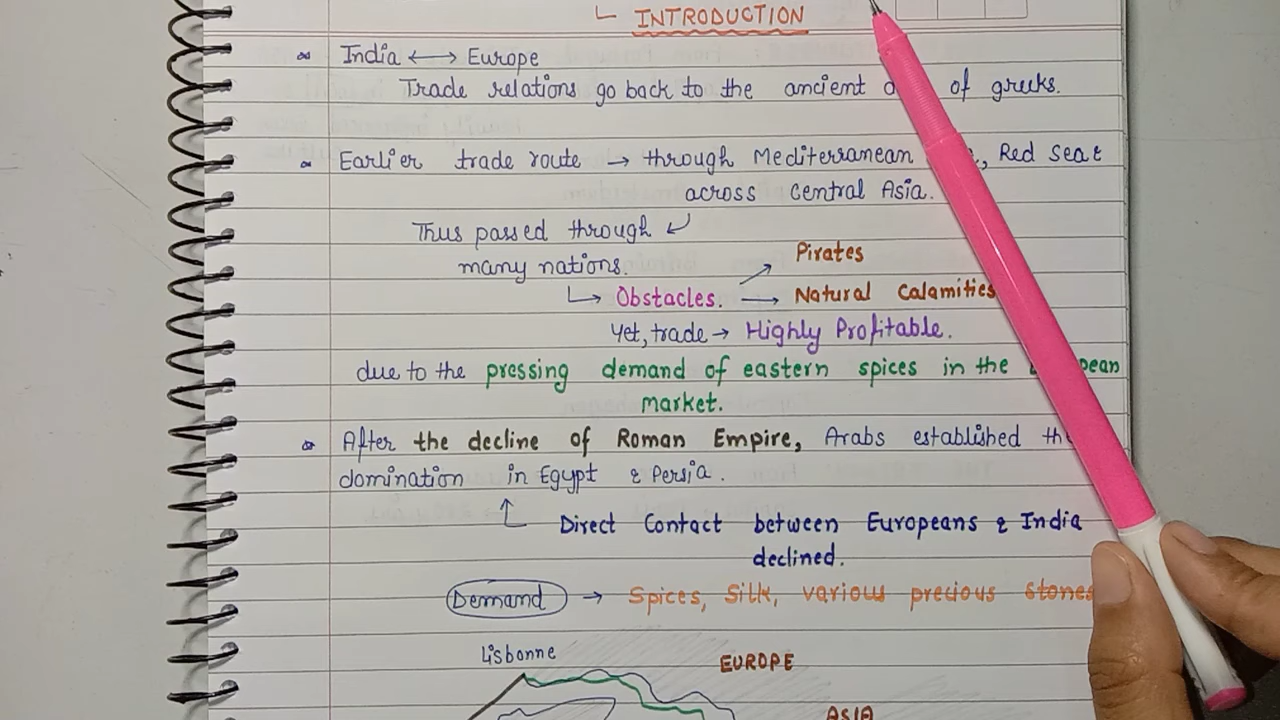 INTRODUCTION
India ⟷ Europe
Trade relations go back to the ancient of greeks.
Earlier trade route → through Mediterranean , Red Sea &
across Central Asia.
Thus passed through
many nations.
Pirates
Obstacles. → Natural Calamities
Yet, trade → Highly Profitable.
due to the pressing demand of eastern spices in the
market.
After the decline of Roman Empire, Arabs established
domination in Egypt & Persia.
Direct Contact between Europeans & India
declined.
Demand → Spices, Silk, various precious stones
Lisbonne
EUROPE
ASIA